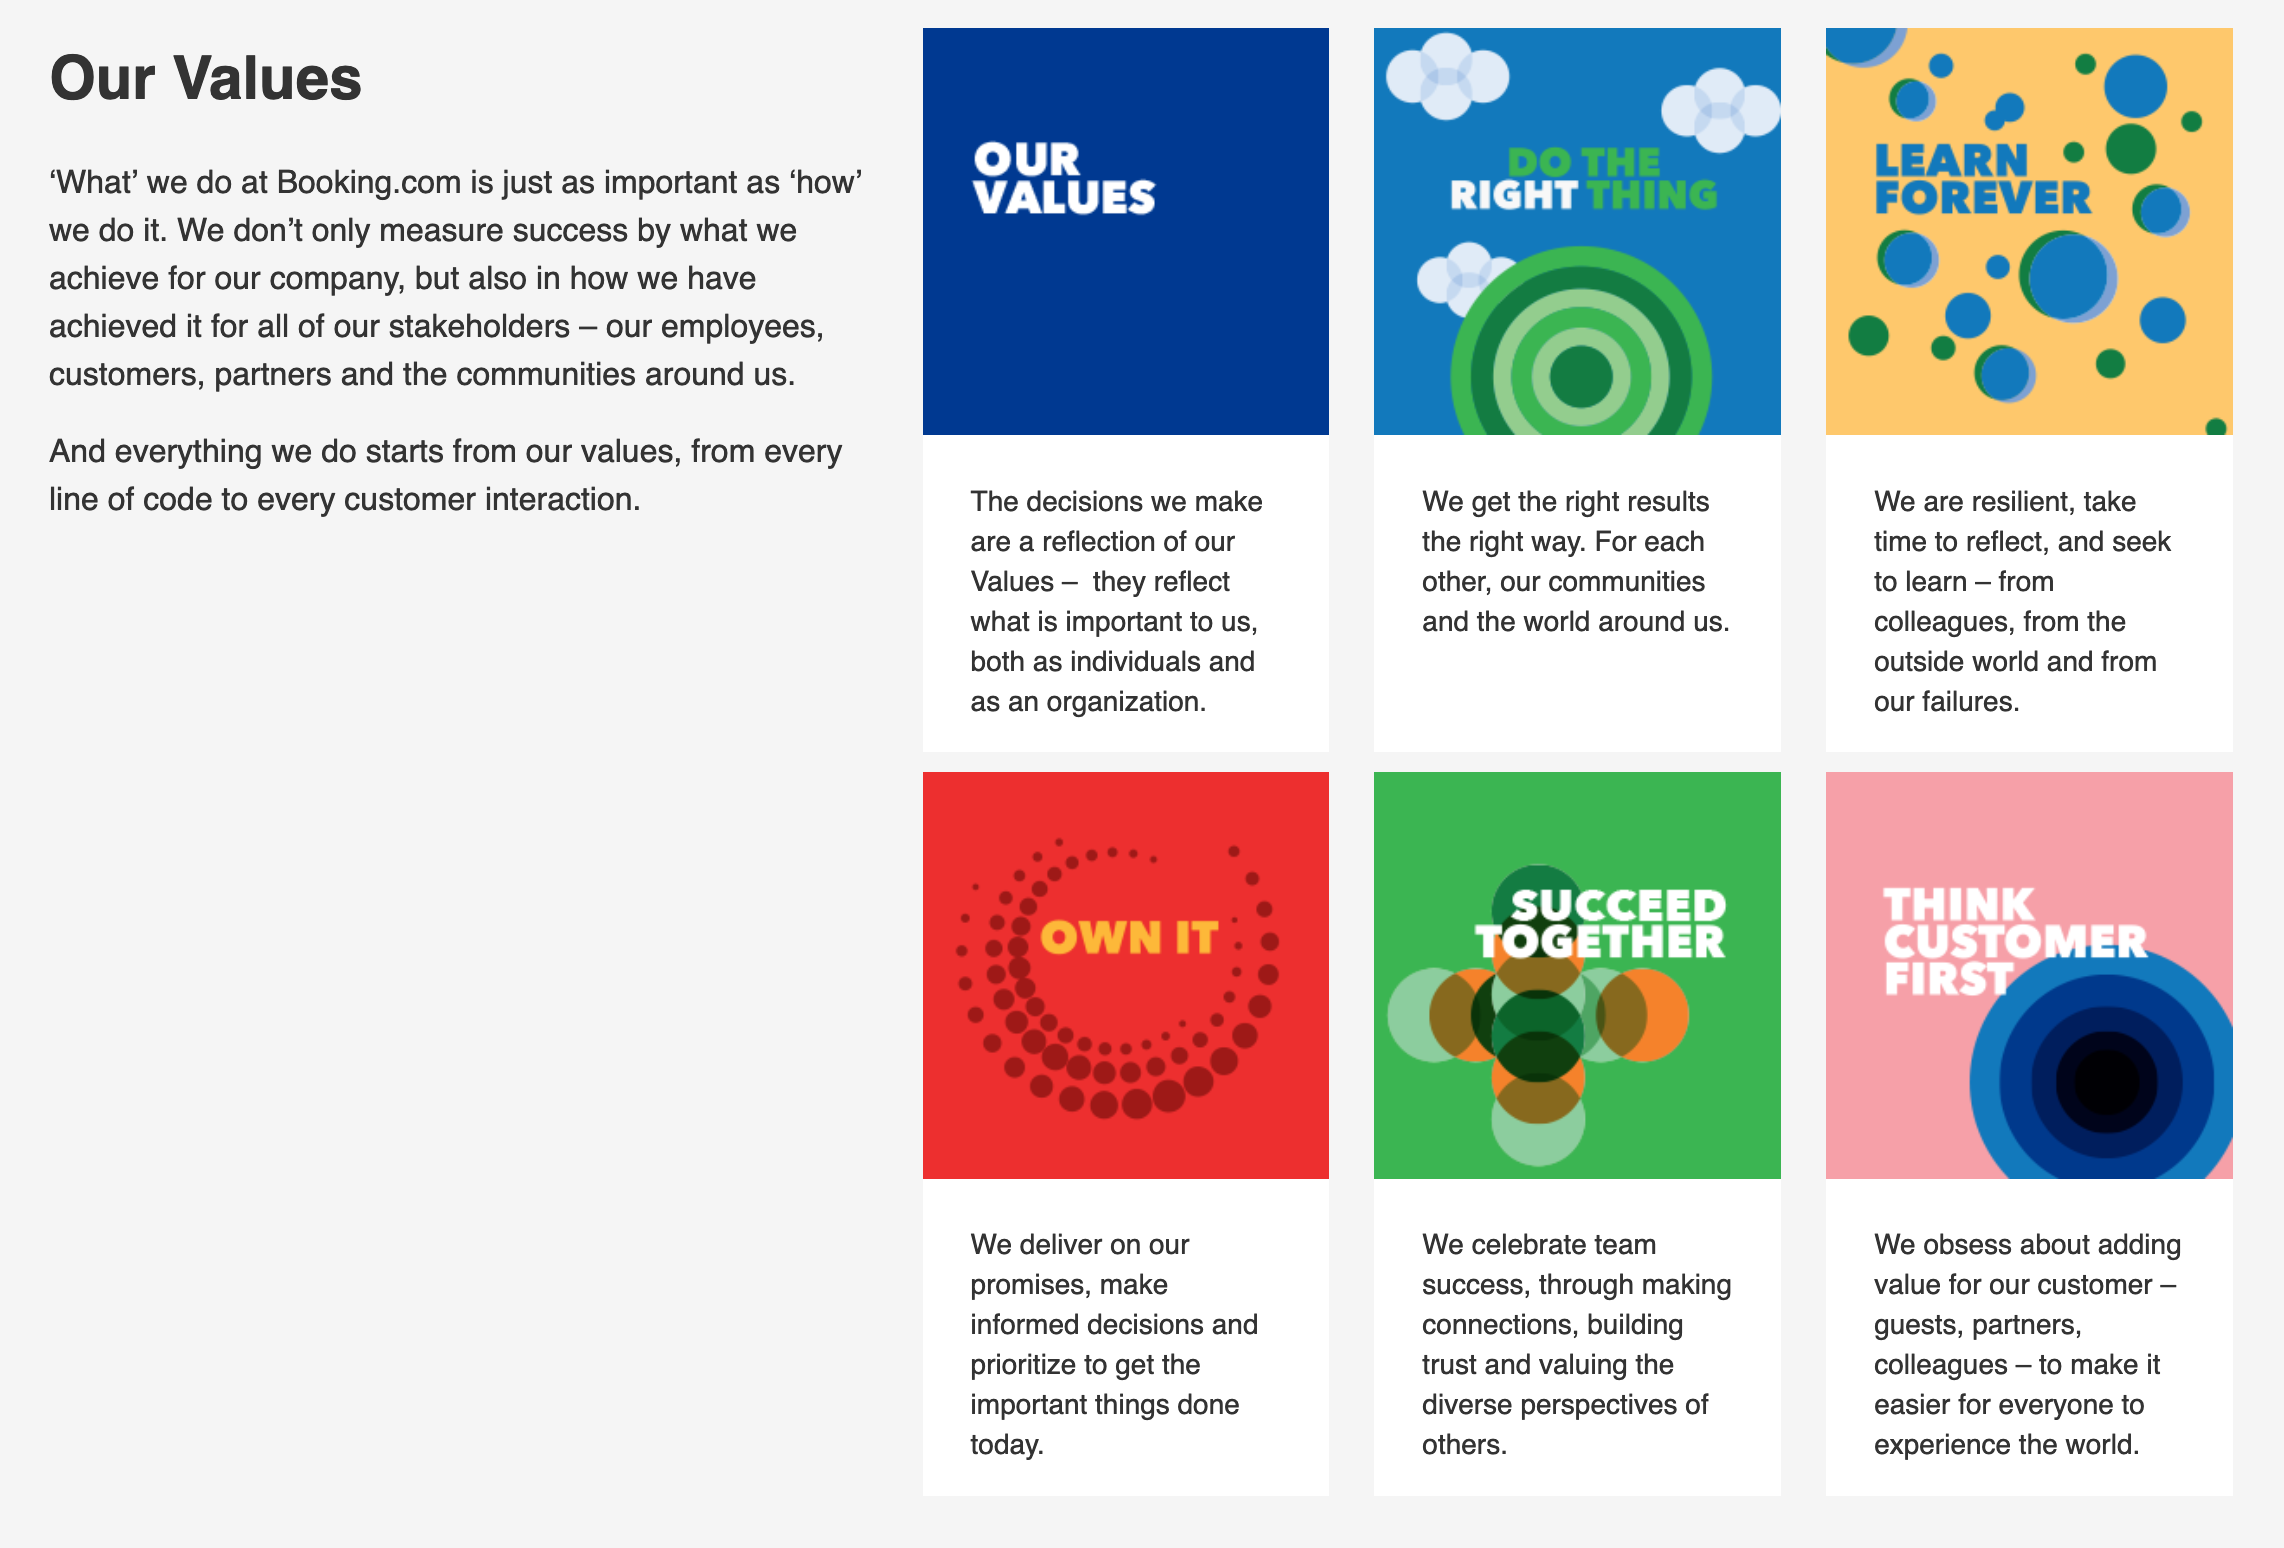 Our Values
‘What’ we do at Booking.com is just as important as ‘how’
we do it. We don’t only measure success by what we
achieve for our company, but also in how we have
achieved it for all of our stakeholders – our employees,
customers, partners and the communities around us.
And everything we do starts from our values, from every
line of code to every customer interaction.
OUR
VALUES
The decisions we make
are a reflection of our
Values –  they reflect
what is important to us,
both as individuals and
as an organization.
DO THE
RIGHT THING
We get the right results
the right way. For each
other, our communities
and the world around us.
LEARN
FOREVER
We are resilient, take
time to reflect, and seek
to learn – from
colleagues, from the
outside world and from
our failures.
OWN IT
We deliver on our
promises, make
informed decisions and
prioritize to get the
important things done
today.
SUCCEED
TOGETHER
We celebrate team
success, through making
connections, building
trust and valuing the
diverse perspectives of
others.
THINK
CUSTOMER
FIRST
We obsess about adding
value for our customer –
guests, partners,
colleagues – to make it
easier for everyone to
experience the world.